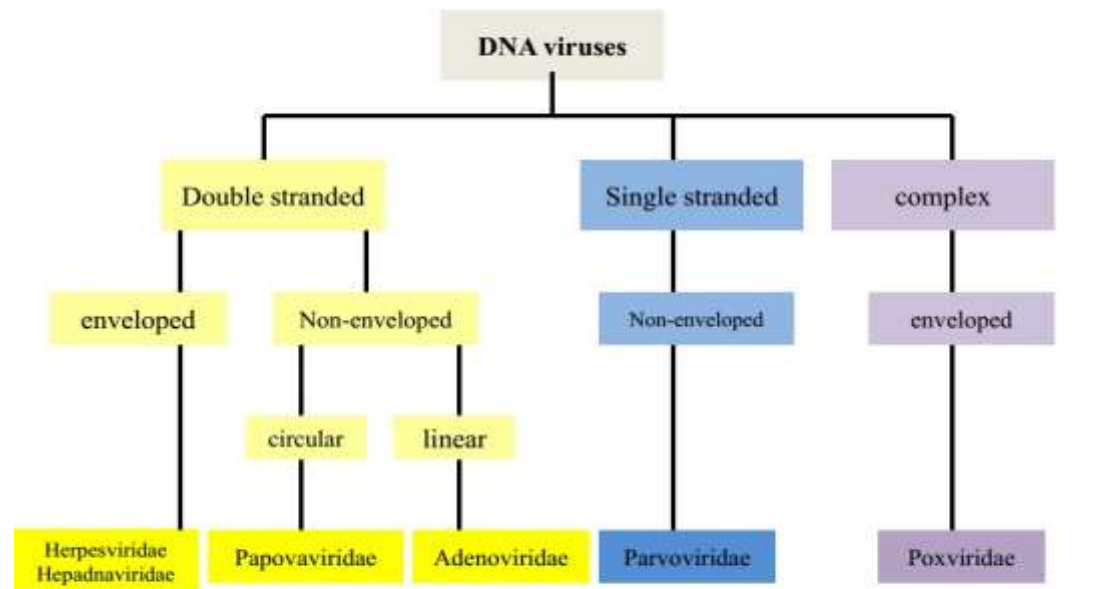 DNA viruses
Double stranded
Single stranded
complex
enveloped
Non-enveloped
Non-enveloped
enveloped
circular
linear
Herpesviridae
Hepadnaviridae
Papovaviridae
Adenoviridae
Parvoviridae
Poxviridae